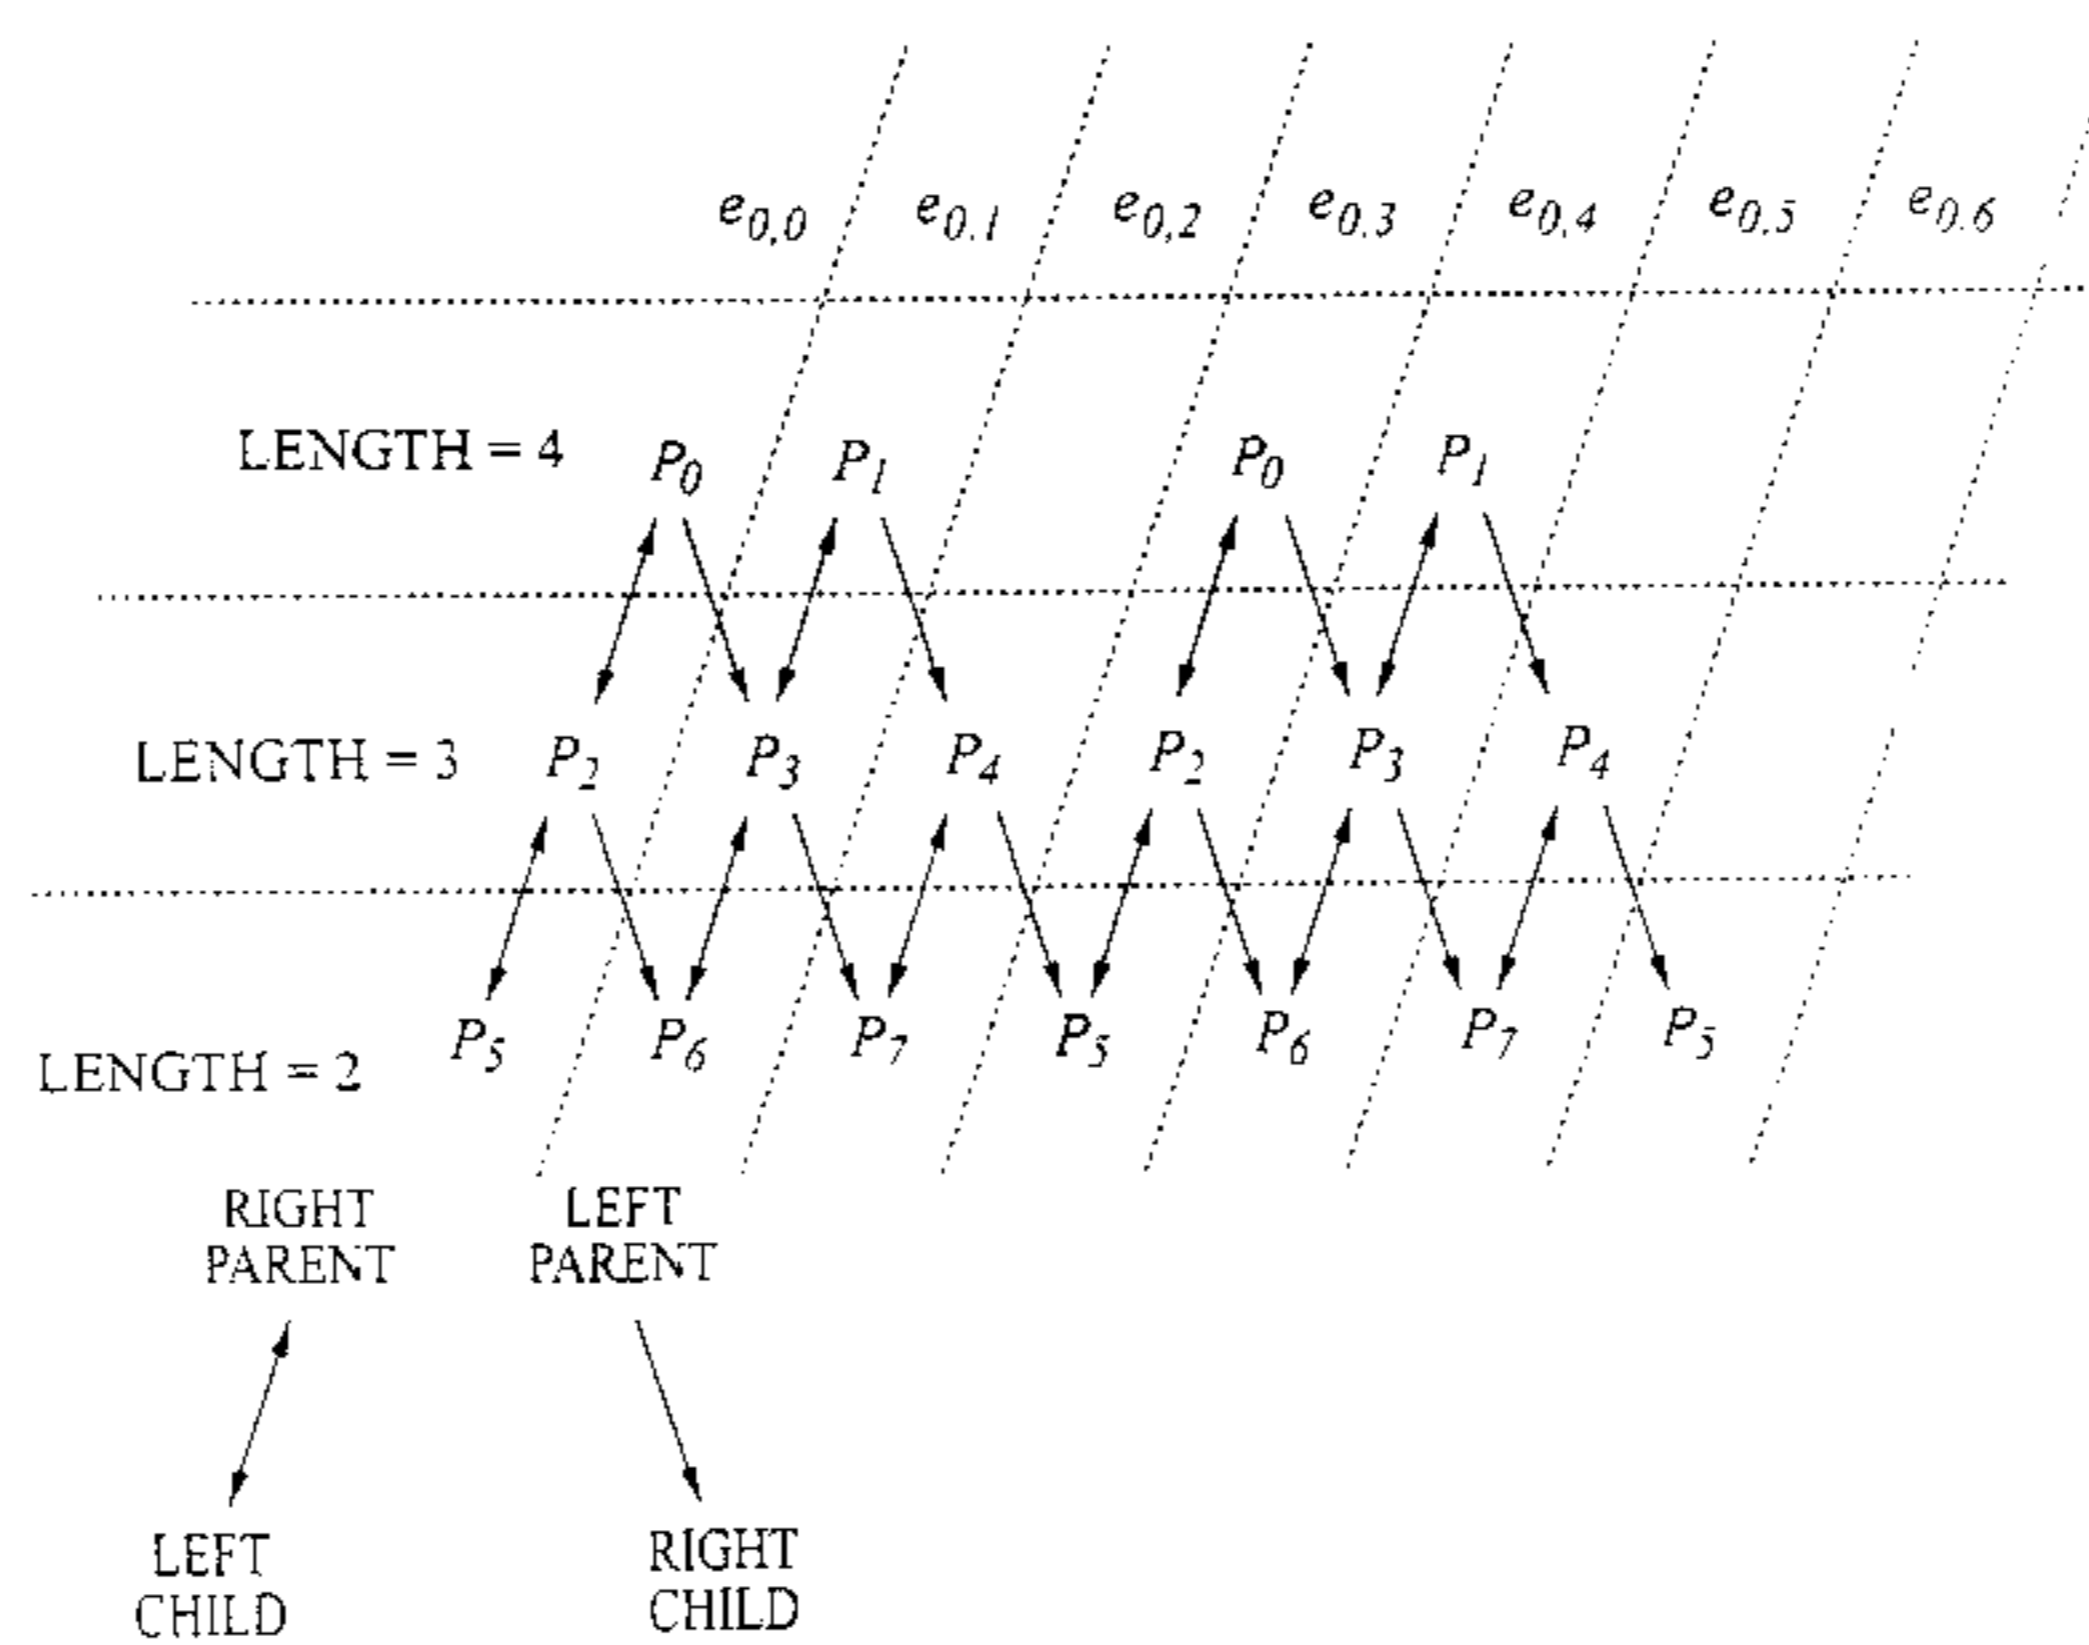 e0,0 e0.1 e0,2 e0.3 e0,4 e0,5 e0.6
LENGTH = 4 P0 P1 P0 P1
LENGTH = 3 P2 P3 P4 P2 P3 P4
LENGTH = 2 P5 P6 P7 P5 P6 P7 P5
RIGHT PARENT
LEFT PARENT
LEFT CHILD
RIGHT CHILD